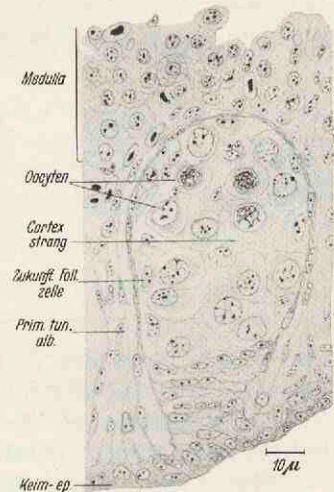 Medulla
Oocyten
Cortex
strang
Zukunft. Foll.
zelle
Prim. tun.
alb.
10 µ
Keim-ep